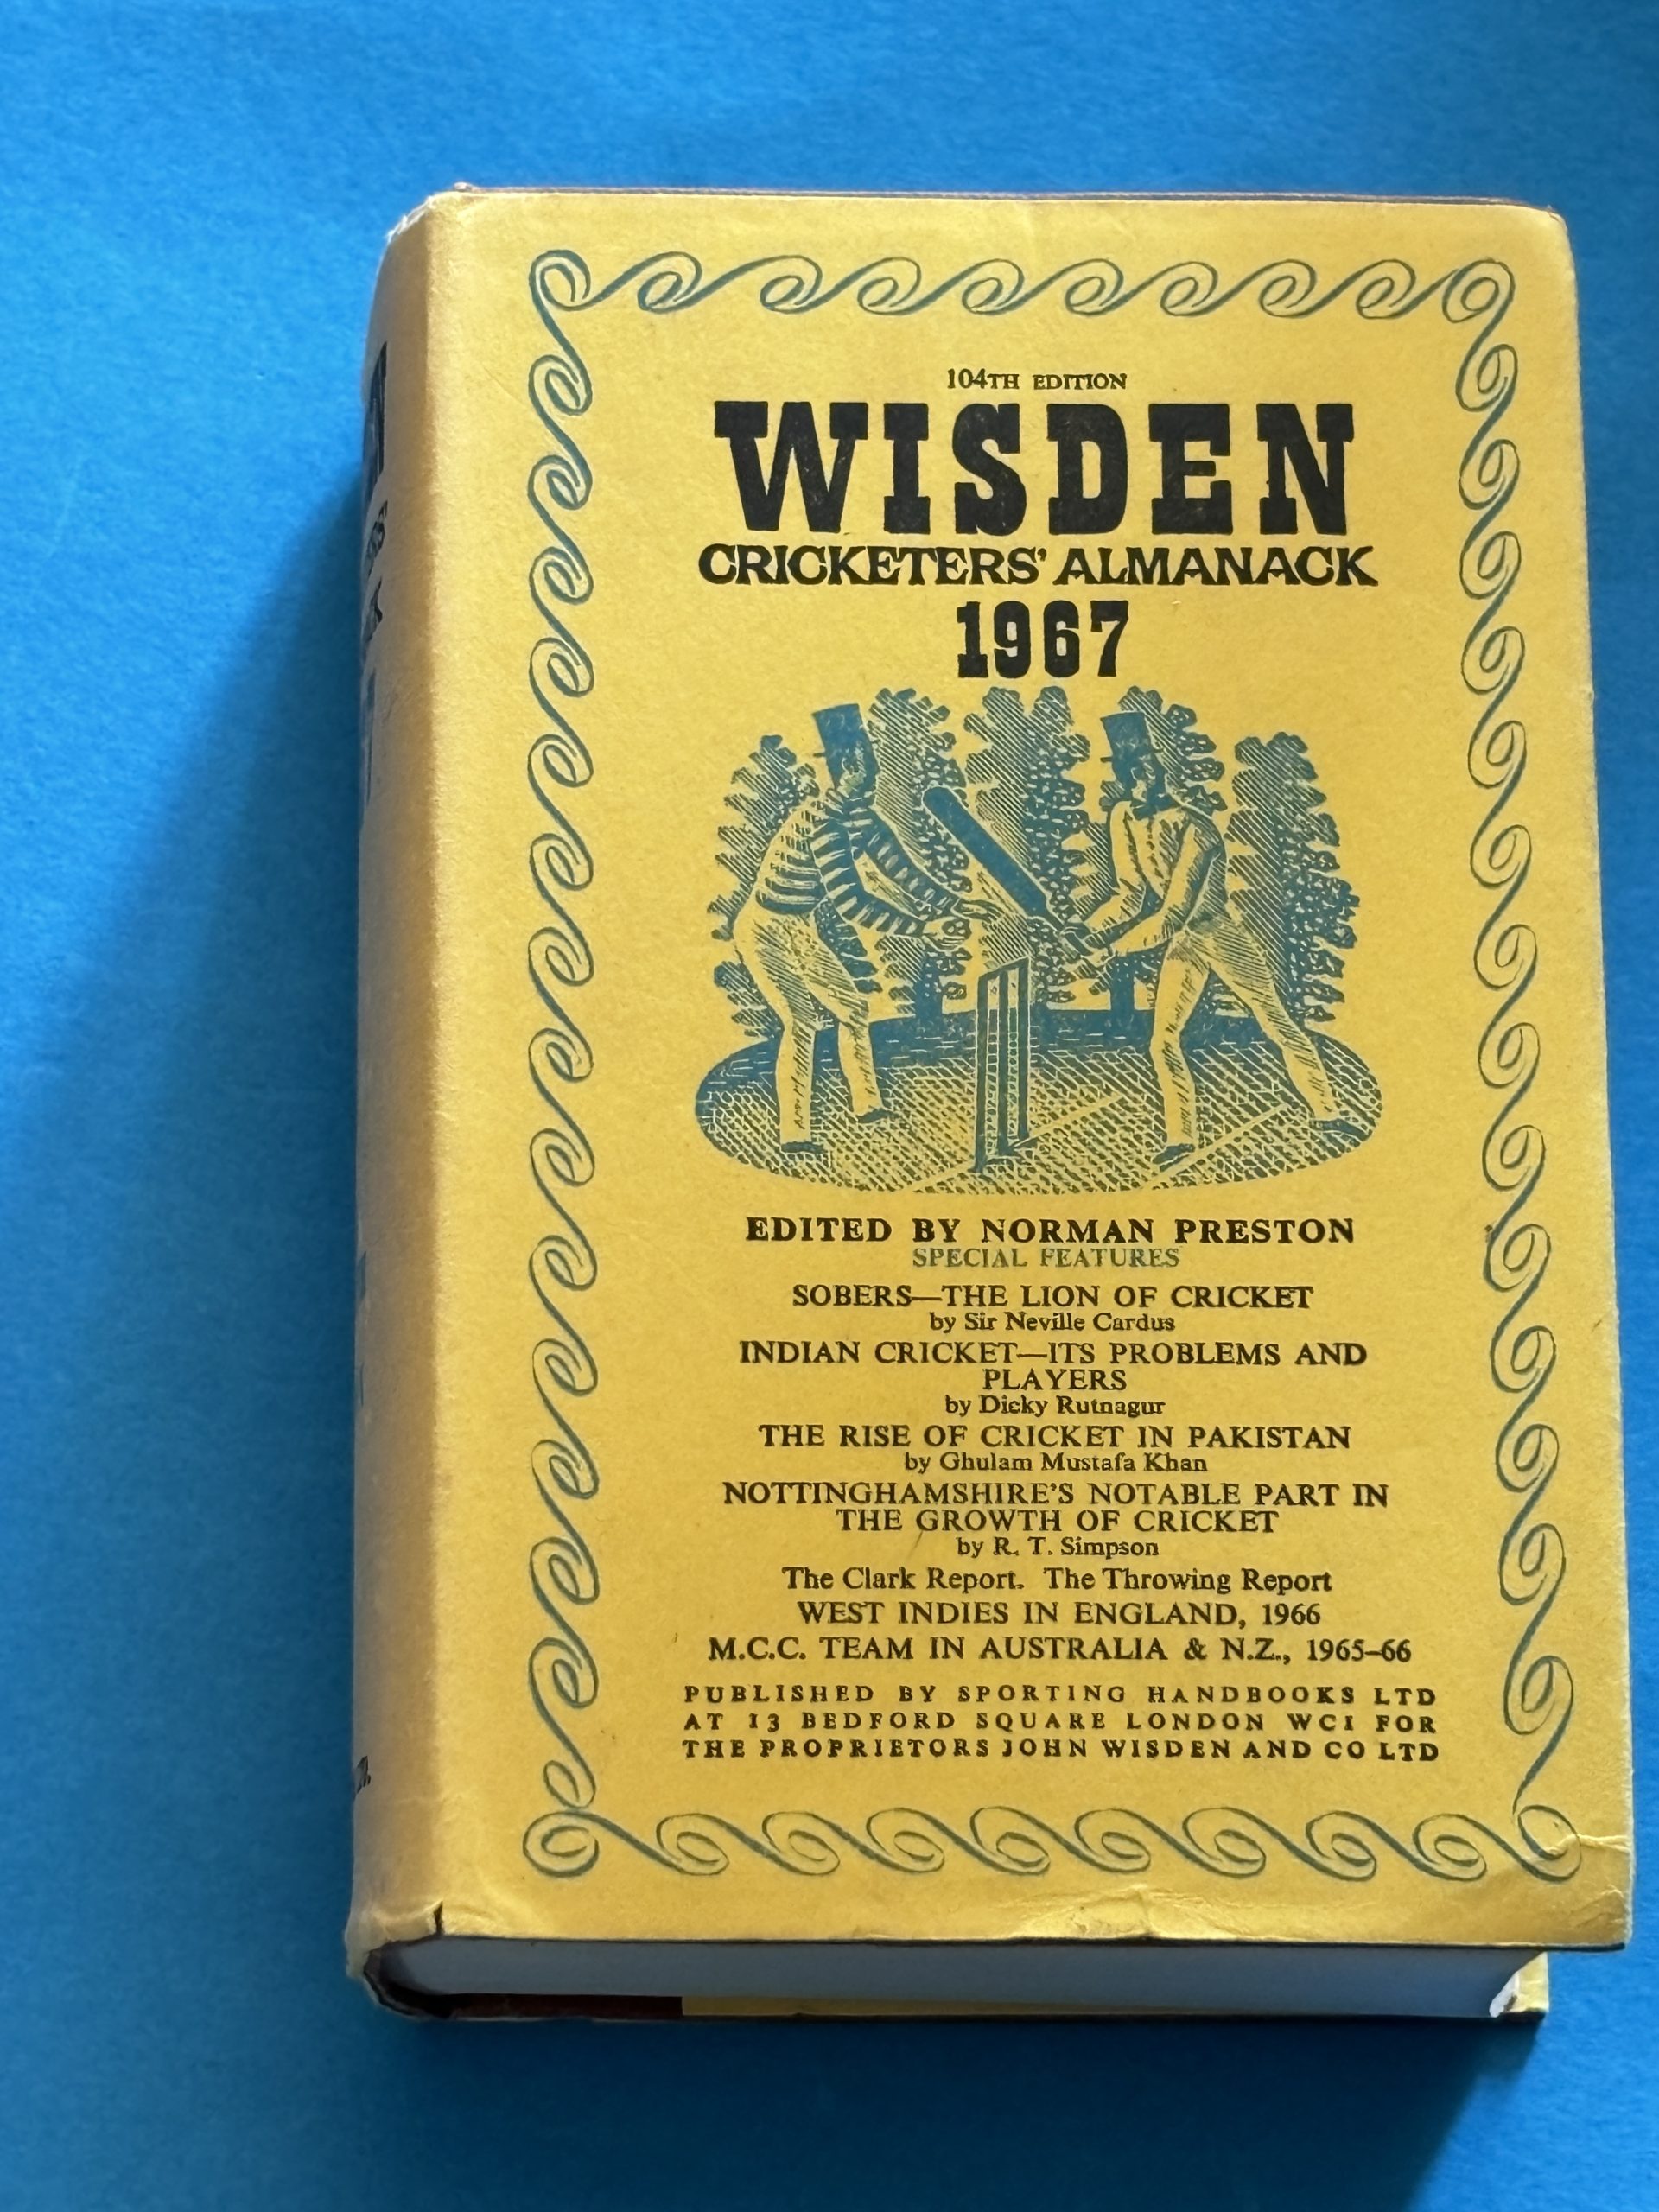 104TH EDITION
WISDEN
CRICKETERS' ALMANACK
1967
EDITED BY NORMAN PRESTON
SPECIAL FEATURES
SOBERS—THE LION OF CRICKET
by Sir Neville Cardus
INDIAN CRICKET—ITS PROBLEMS AND
PLAYERS
by Dicky Rutnagur
THE RISE OF CRICKET IN PAKISTAN
by Ghulam Mustafa Khan
NOTTINGHAMSHIRE'S NOTABLE PART IN
THE GROWTH OF CRICKET
by R. T. Simpson
The Clark Report. The Throwing Report
WEST INDIES IN ENGLAND, 1966
M.C.C. TEAM IN AUSTRALIA & N.Z., 1965–66
PUBLISHED BY SPORTING HANDBOOKS LTD
AT 13 BEDFORD SQUARE LONDON WC1 FOR
THE PROPRIETORS JOHN WISDEN AND CO LTD